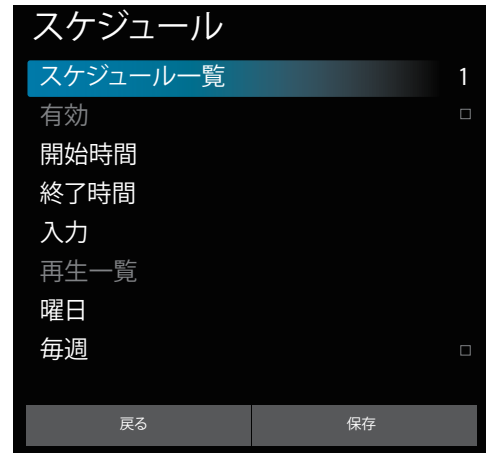 スケジュール
スケジュール一覧 1
有効
開始時間
終了時間
入力
再生一覧
曜日
毎週
戻る 保存